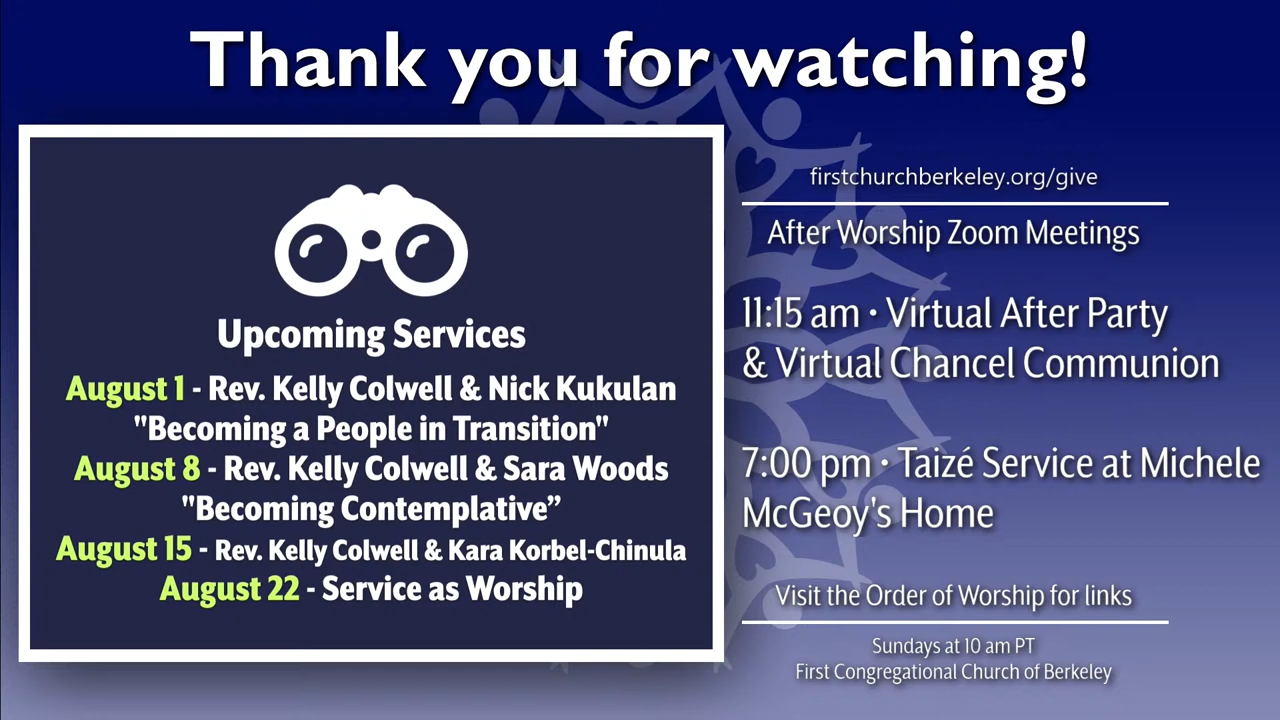 Thank you for watching!
Upcoming Services
August 1 - Rev. Kelly Colwell & Nick Kukulan
"Becoming a People in Transition"
August 8 - Rev. Kelly Colwell & Sara Woods
"Becoming Contemplative”
August 15 - Rev. Kelly Colwell & Kara Korbel-Chinula
August 22 - Service as Worship
firstchurchberkeley.org/give
After Worship Zoom Meetings
11:15 am · Virtual After Party
& Virtual Chancel Communion
7:00 pm · Taizé Service at Michele
McGeoy's Home
Visit the Order of Worship for links
Sundays at 10 am PT
First Congregational Church of Berkeley